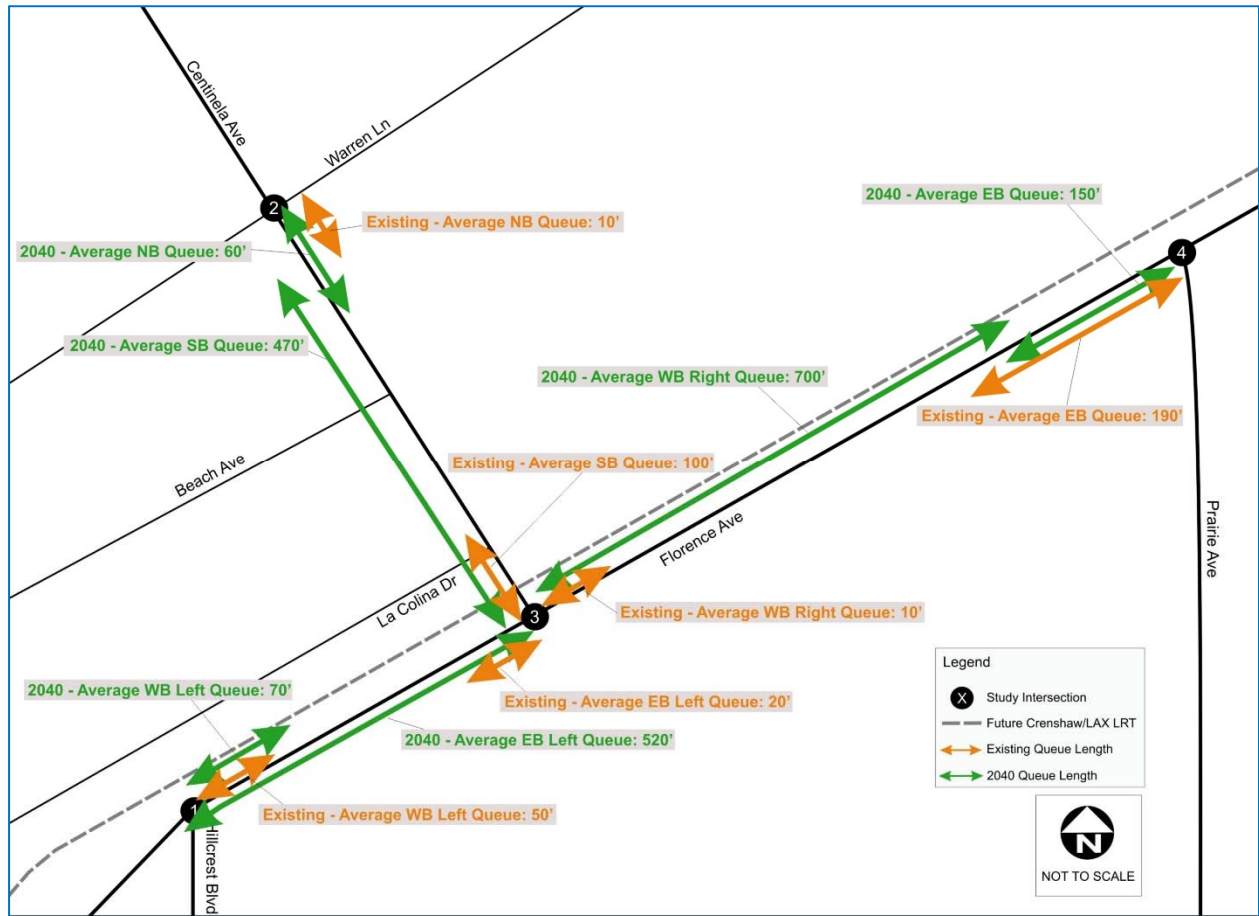 Centinela Ave
Warren Ln
2
Existing - Average NB Queue: 10'
2040 - Average NB Queue: 60'
2040 - Average EB Queue: 150'
4
2040 - Average SB Queue: 470'
2040 - Average WB Right Queue: 700'
Existing - Average EB Queue: 190'
Beach Ave
Existing - Average SB Queue: 100'
Florence Ave
Prairie Ave
La Colina Dr
3
Existing - Average WB Right Queue: 10'
2040 - Average WB Left Queue: 70'
Existing - Average EB Left Queue: 20'
2040 - Average EB Left Queue: 520'
1
Existing - Average WB Left Queue: 50'
Hillcrest Blvd
Legend
X Study Intersection
Future Crenshaw/LAX LRT
Existing Queue Length
2040 Queue Length
N
NOT TO SCALE